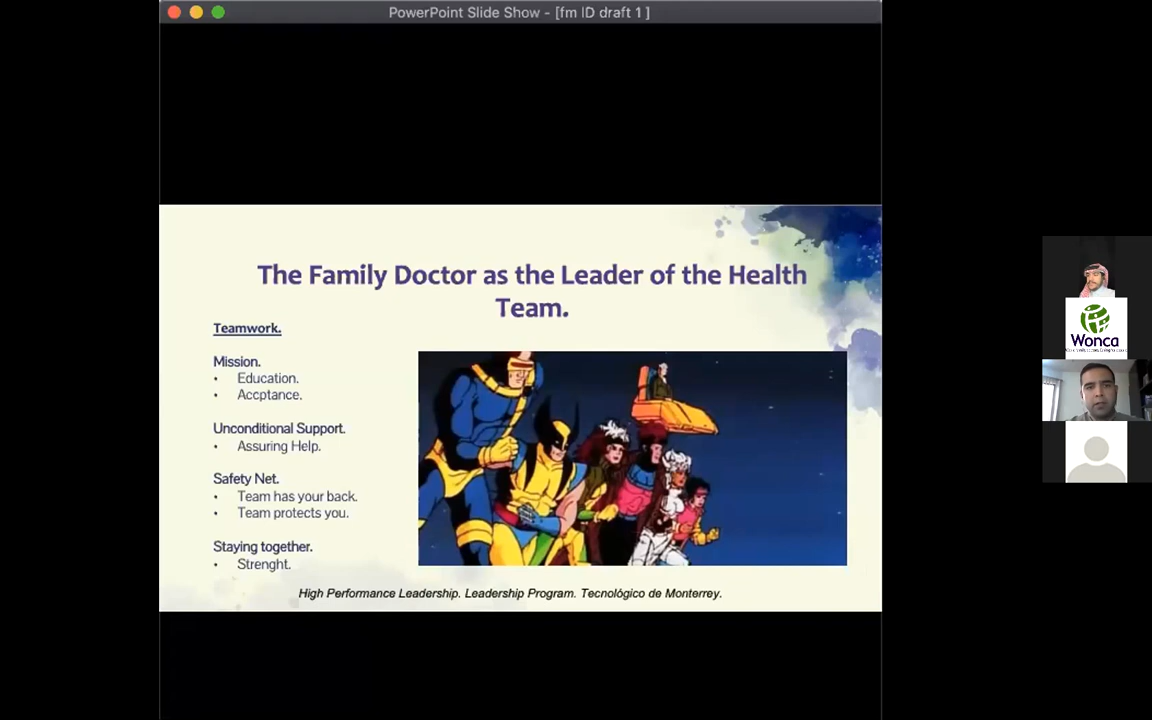 PowerPoint Slide Show - [fm ID draft 1 ]
The Family Doctor as the Leader of the Health
Team.
Teamwork.
Mission.
• Education.
• Accptance.
Unconditional Support.
• Assuring Help.
Safety Net.
• Team has your back.
• Team protects you.
Staying together.
• Strenght.
High Performance Leadership. Leadership Program. Tecnológico de Monterrey.
Wonca